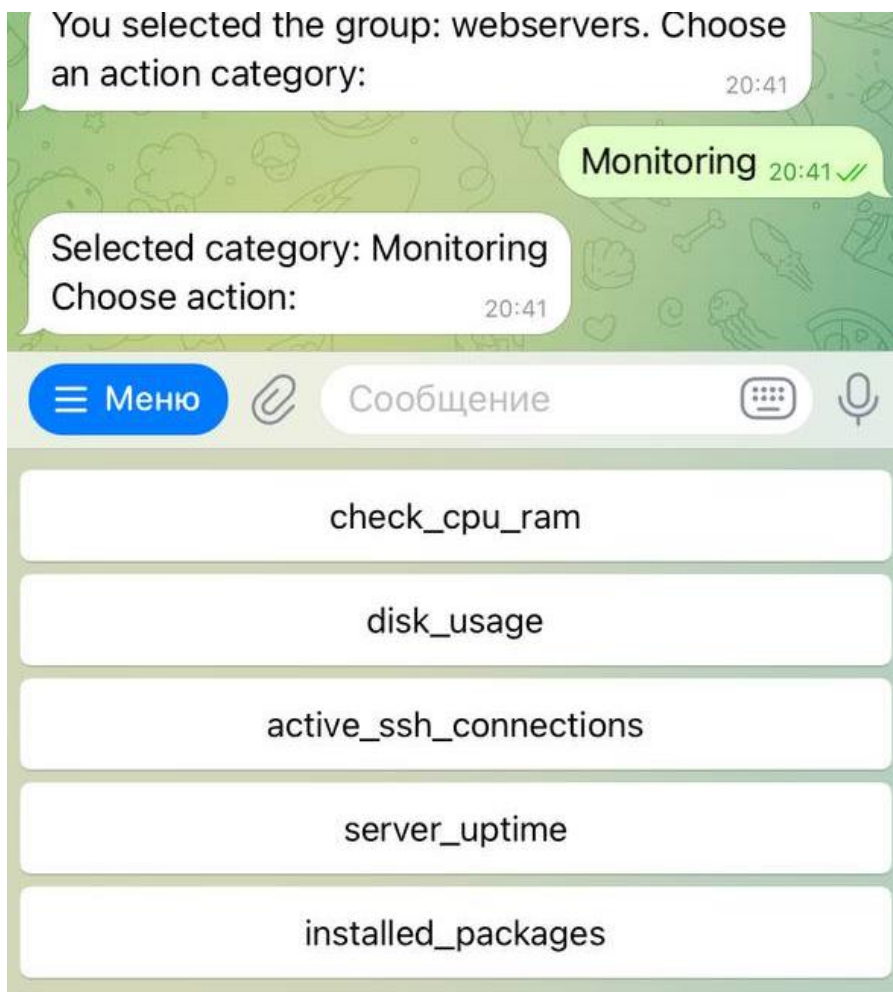 You selected the group: webservers. Choose
an action category:
20:41
Monitoring 20:41
Selected category: Monitoring
Choose action:
20:41
Меню
Сообщение
check_cpu_ram
disk_usage
active_ssh_connections
server_uptime
installed_packages